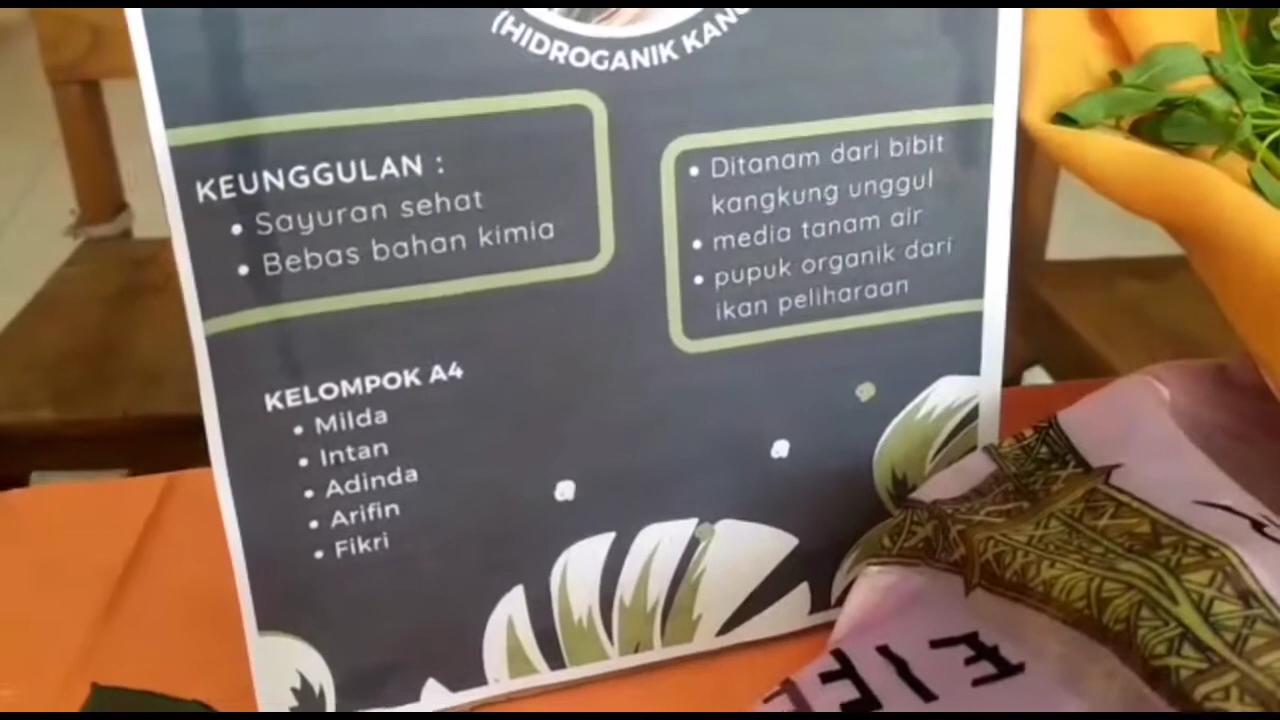 (HIDROGANIK
KEUNGGULAN :
• Sayuran sehat
• Bebas bahan kimia
• Ditanam dari bibit
kangkung unggul
• media tanam air
• pupuk organik dari
ikan peliharaan
KELOMPOK A4
• Milda
• Intan
• Adinda
• Arifin
• Fikri